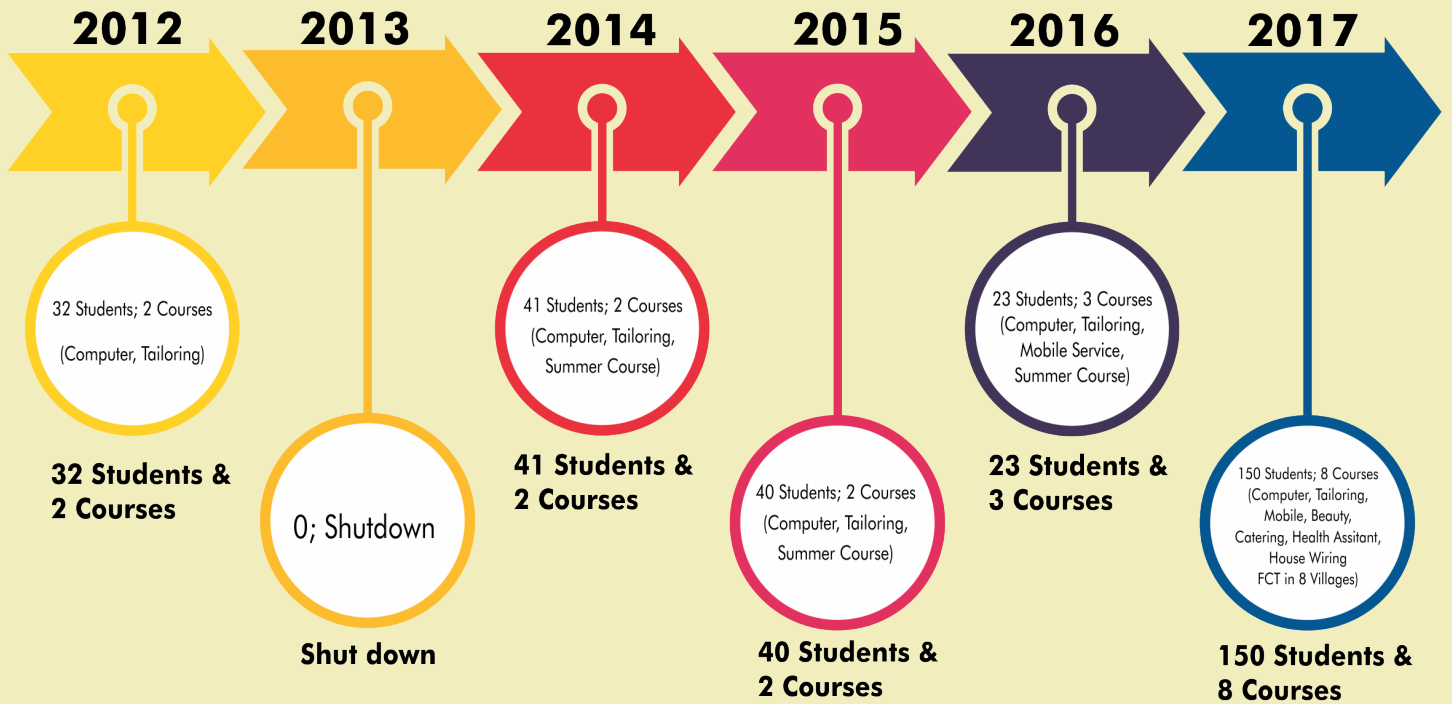 2012
2013
2014
2015
2016
2017
32 Students; 2 Courses
(Computer, Tailoring)
32 Students &
2 Courses
0; Shutdown
Shut down
41 Students; 2 Courses
(Computer, Tailoring,
Summer Course)
41 Students &
2 Courses
40 Students; 2 Courses
(Computer, Tailoring,
Summer Course)
40 Students &
2 Courses
23 Students; 3 Courses
(Computer, Tailoring,
Mobile Service,
Summer Course)
23 Students &
3 Courses
150 Students; 8 Courses
(Computer, Tailoring,
Mobile, Beauty,
Catering, Health Assitant,
House Wiring
FCT in 8 Villages)
150 Students &
8 Courses